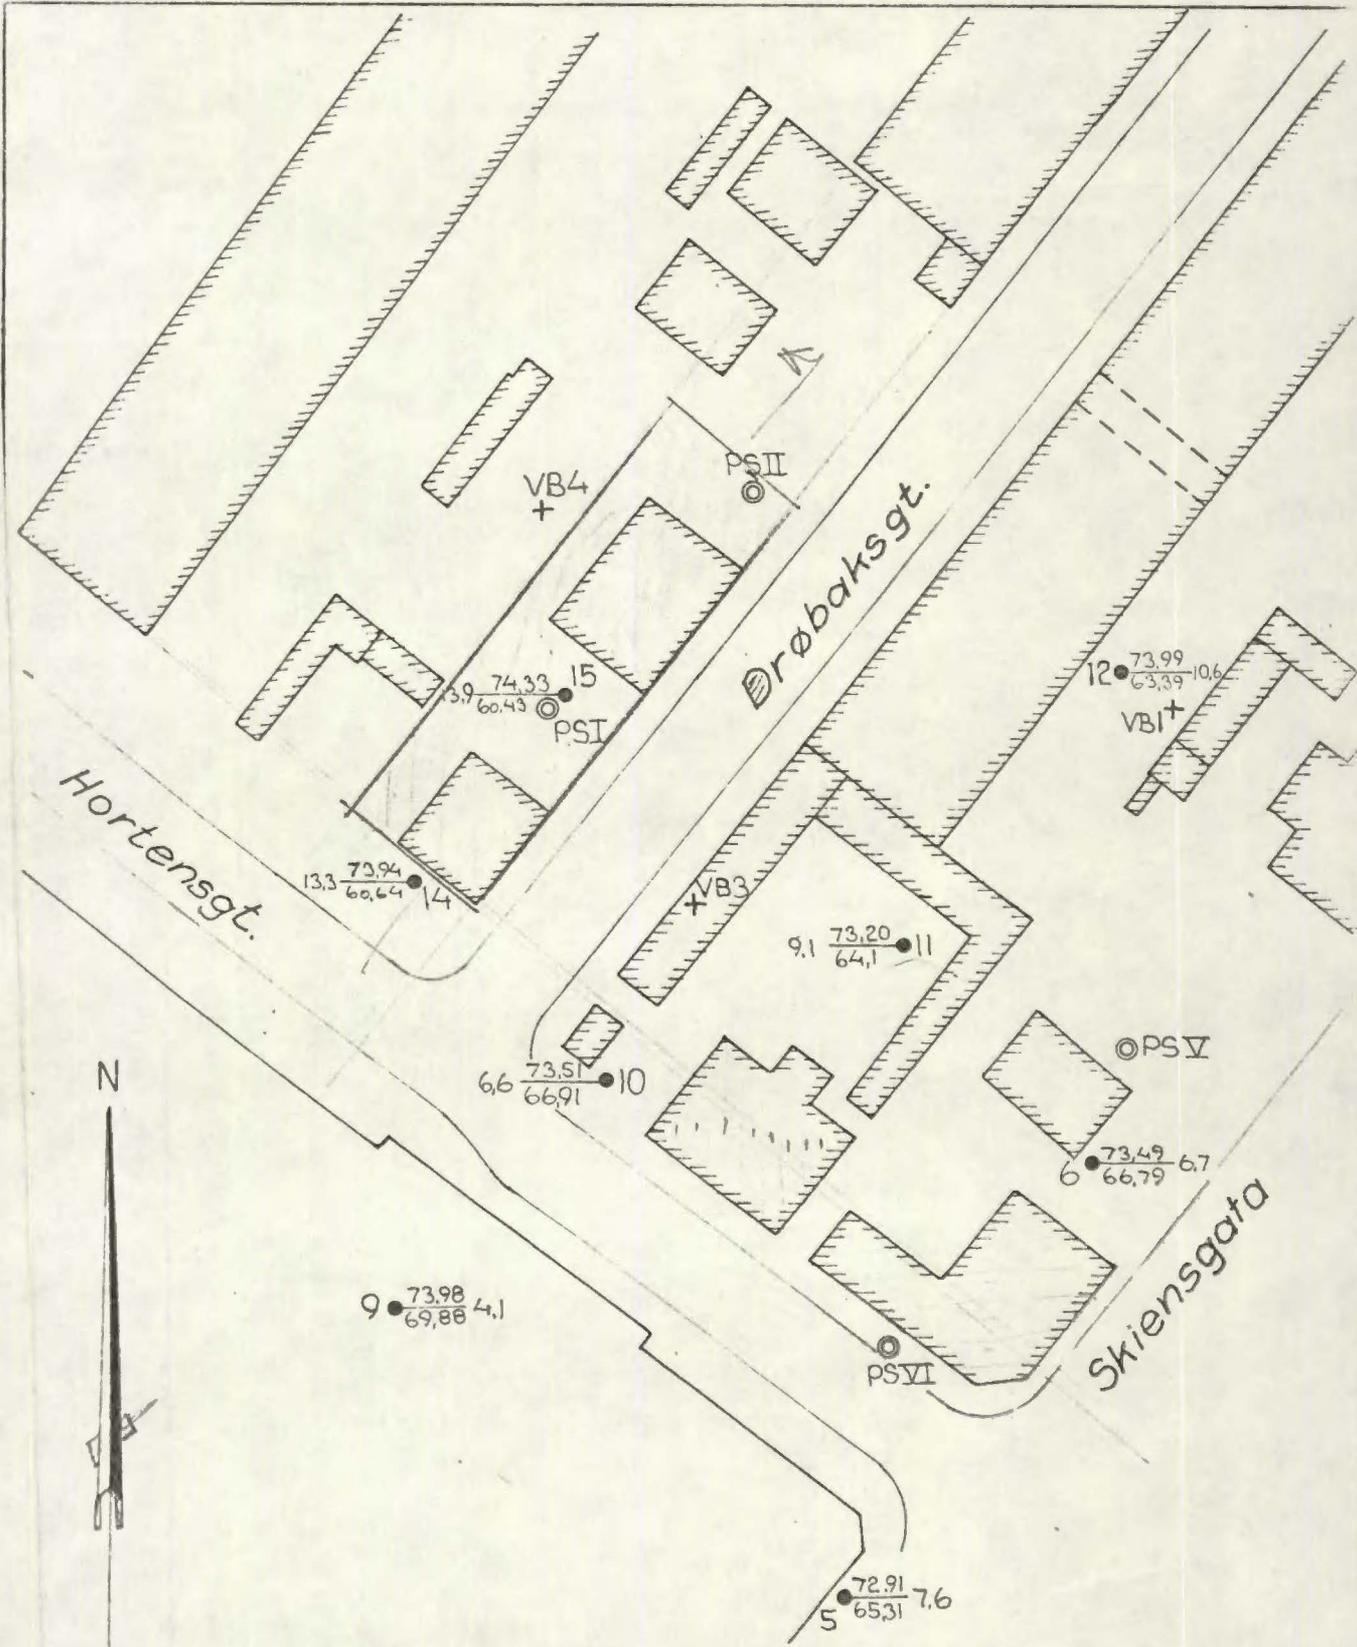 PSII
VB4
+
Drøbaksgt.
12 73,99 10,6
63,39
VB1 +
13,9 74,33 15
60,43
PSI
Hortensgt.
13,3 73,94 14
60,64
×VB3
9,1 73,20 11
64,1
PSV
N
6,6 73,51 10
66,91
6 73,49 6,7
66,79
Skiensgata
9 73,98 4,1
69,88
PSVI
5 72,91 7,6
65,31